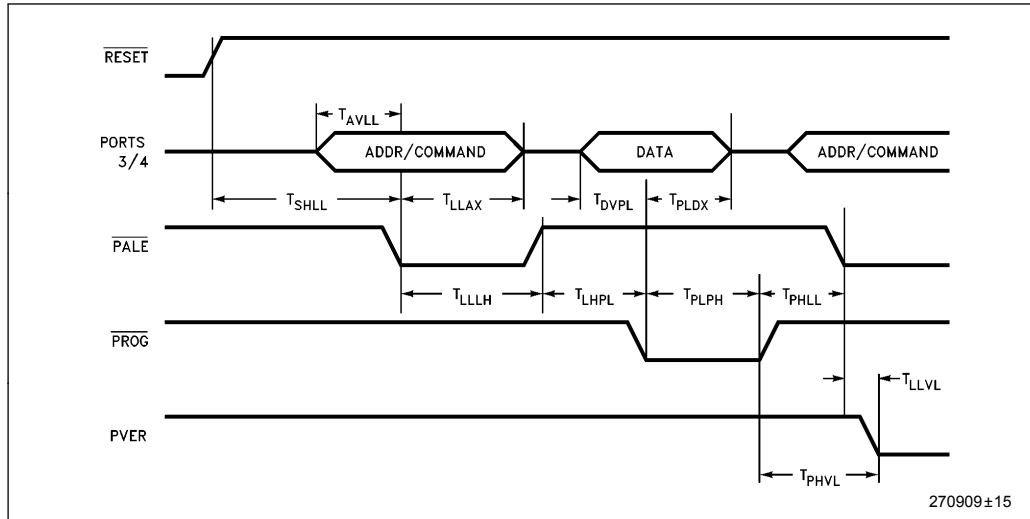 RESET
T_AVLL
PORTS
3/4
ADDR/COMMAND DATA ADDR/COMMAND
T_SHLL T_LLAX T_DVPL T_PLDX
PALE
T_LLLH T_LHPL T_PLPH T_PHLL
PROG
T_LLVL
PVER
T_PHVL
270909±15